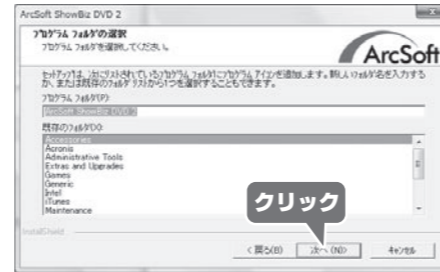 ArcSoft ShowBiz DVD 2
プログラム フォルダの選択
プログラム フォルダを選択してください。
ArcSoft
セットアップは、次にリストされているプログラム フォルダにプログラム アイコンを追加します。新しいフォルダ名を入力するか、または既存のフォルダ リストから1つを選択することもできます。
プログラム フォルダ(P)
ArcSoft ShowBiz DVD 2
既存のフォルダ(X)
Accessories
Acronis
Administrative Tools
Extras and Upgrades
Games
Generic
Intel
iTunes
Maintenance
クリック
InstallShield
< 戻る(B)
次へ (N)>
キャンセル